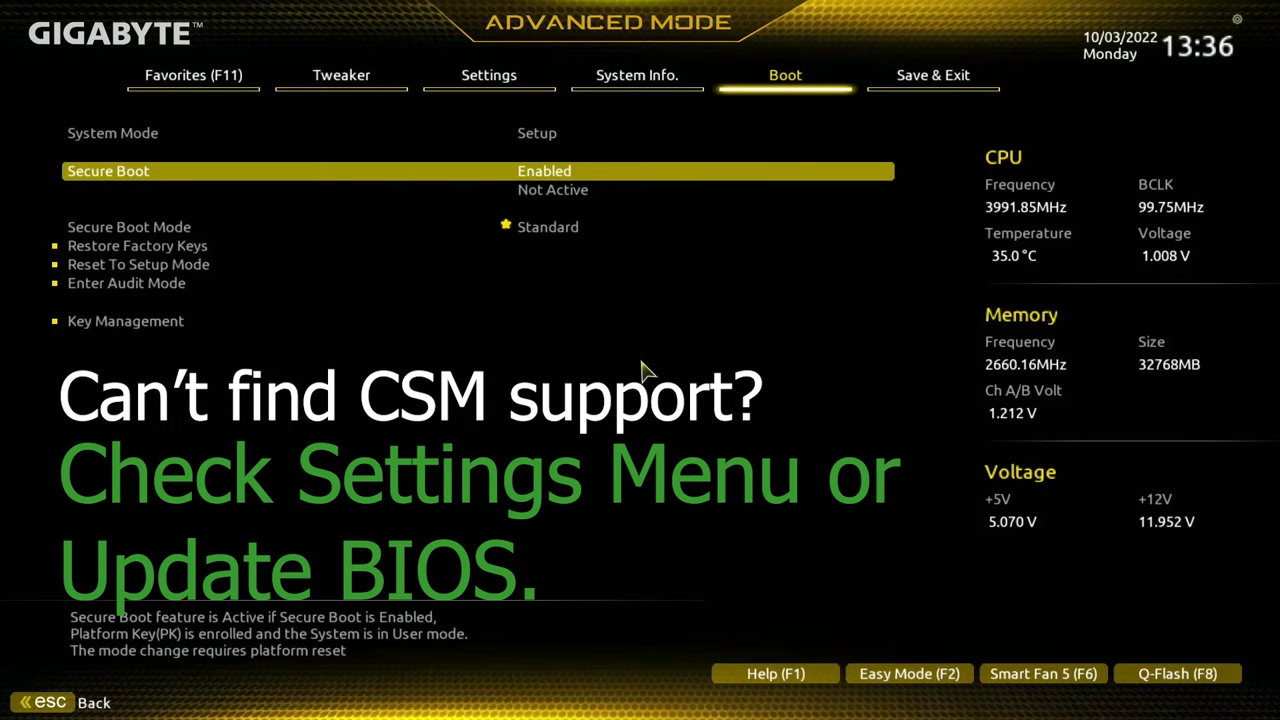 GIGABYTE™
ADVANCED MODE
10/03/2022
Monday
13:36
Favorites (F11)
Tweaker
Settings
System Info.
Boot
Save & Exit
System Mode Setup
Secure Boot Enabled
Not Active
Secure Boot Mode Standard
Restore Factory Keys
Reset To Setup Mode
Enter Audit Mode
Key Management
Can't find CSM support?
Check Settings Menu or
Update BIOS.
Secure Boot feature is Active if Secure Boot is Enabled,
Platform Key(PK) is enrolled and the System is in User mode.
The mode change requires platform reset
CPU
Frequency BCLK
3991.85MHz 99.75MHz
Temperature Voltage
35.0 °C 1.008 V
Memory
Frequency Size
2660.16MHz 32768MB
Ch A/B Volt
1.212 V
Voltage
+5V +12V
5.070 V 11.952 V
Help (F1)
Easy Mode (F2)
Smart Fan 5 (F6)
Q-Flash (F8)
esc Back